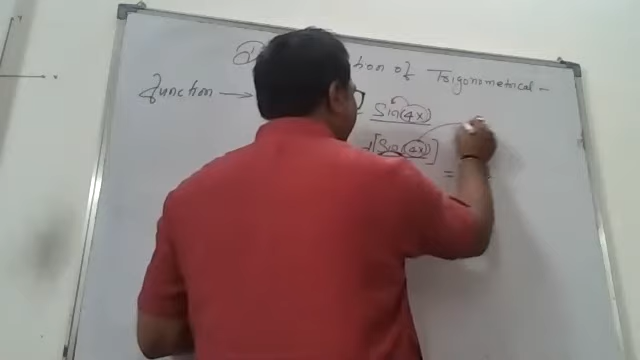 of Trigonometrical -
function → Sin(4x)
[Sin(4x)]
=